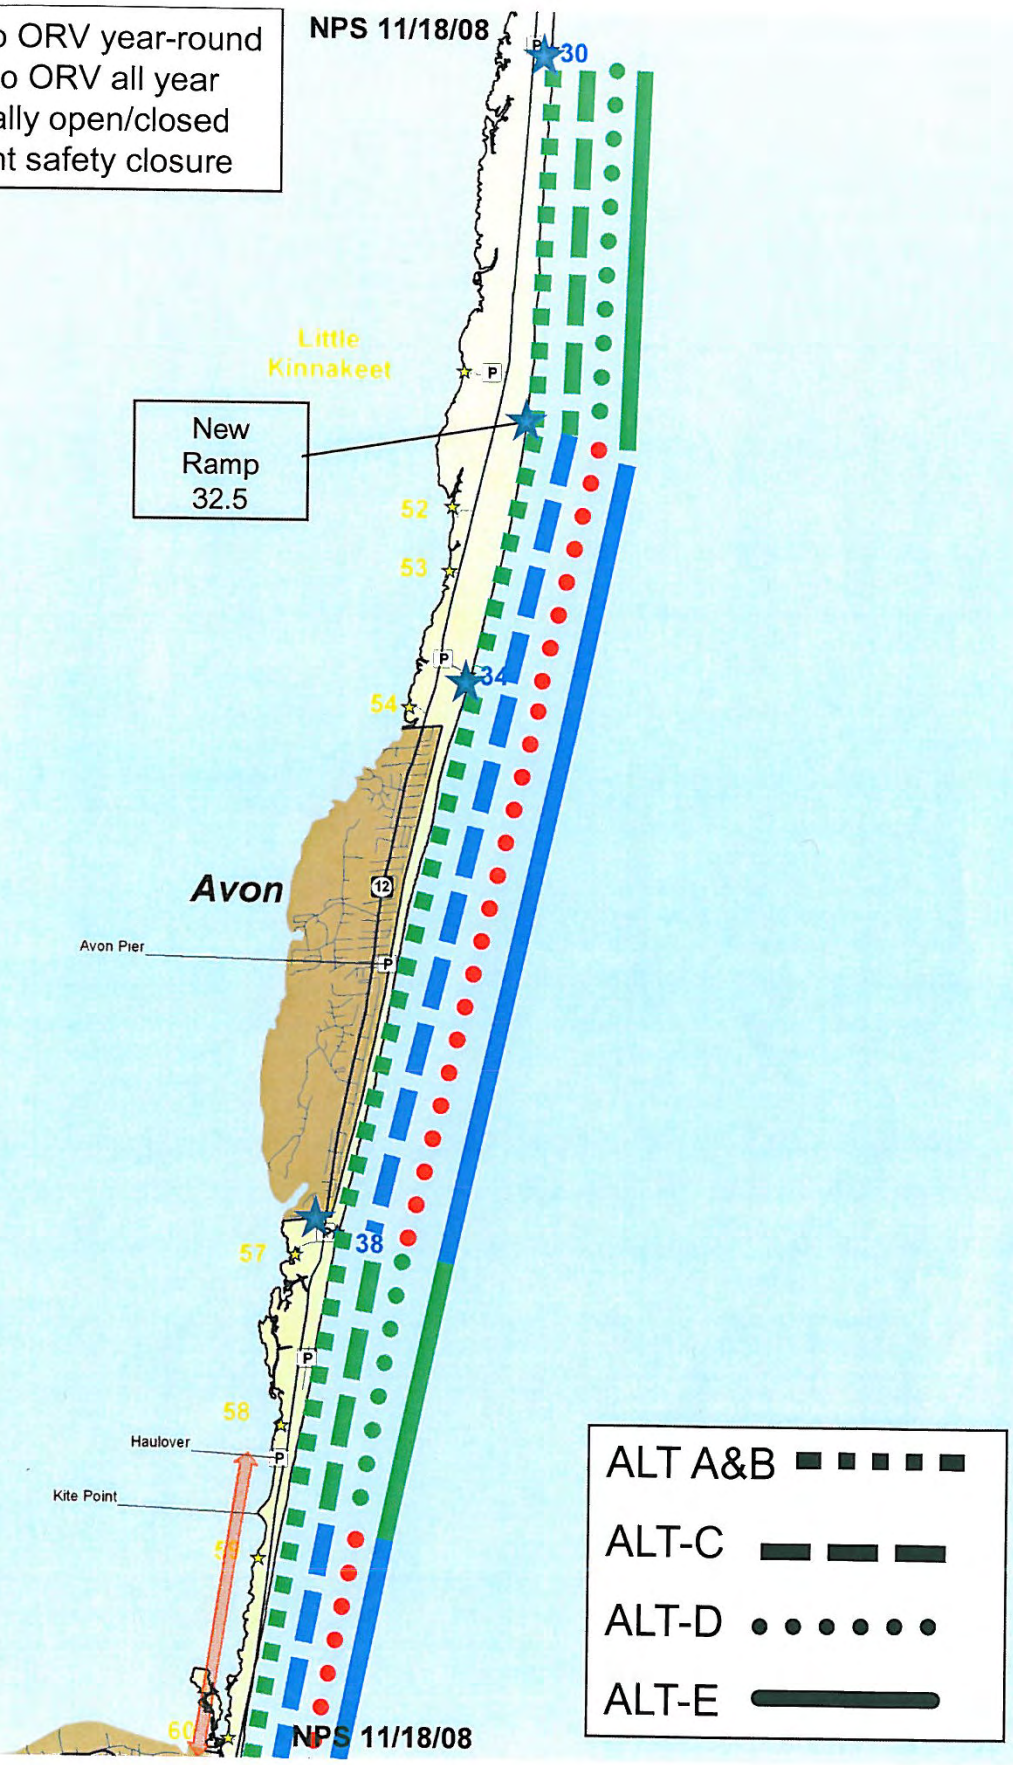 o ORV year-round
o ORV all year
ally open/closed
nt safety closure
NPS 11/18/08
P
30
Little
Kinnakeet
P
New
Ramp
32.5
52
53
P
34
54
Avon
12
Avon Pier
P
P
38
57
P
58
Haulover
P
Kite Point
59
60
NPS 11/18/08
ALT A&B
ALT-C
ALT-D
ALT-E